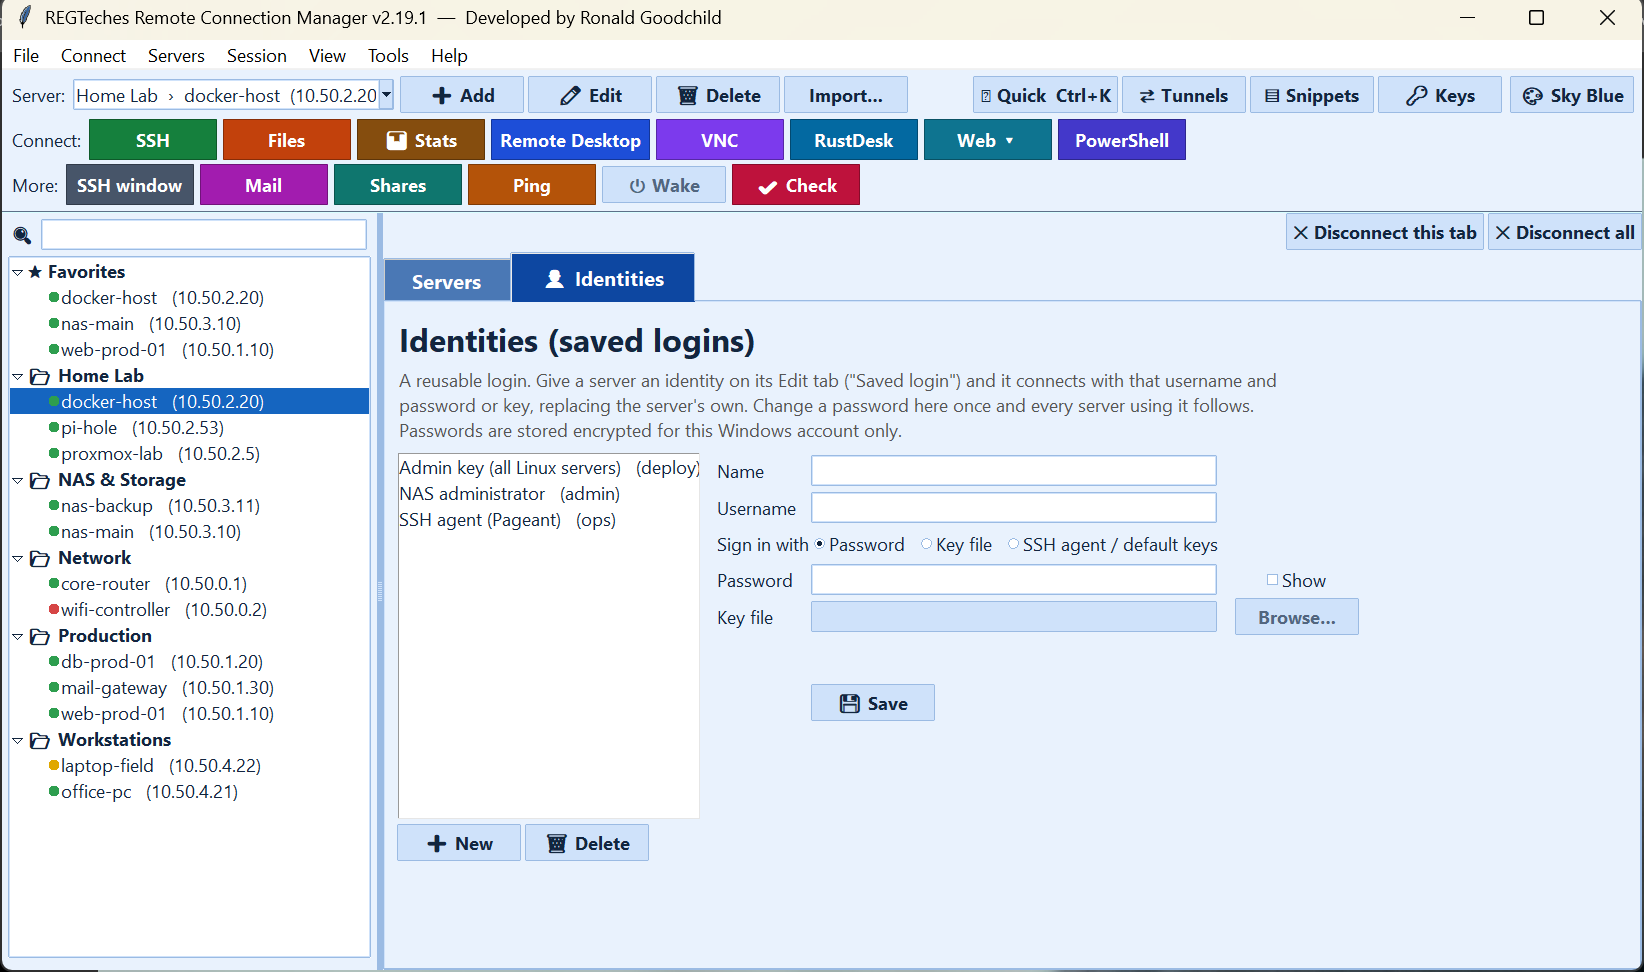 REGTeches Remote Connection Manager v2.19.1 — Developed by Ronald Goodchild
File Connect Servers Session View Tools Help
Server: Home Lab › docker-host (10.50.2.20 Add Edit Delete Import... Quick Ctrl+K Tunnels Snippets Keys Sky Blue
Connect: SSH Files Stats Remote Desktop VNC RustDesk Web PowerShell
More: SSH window Mail Shares Ping Wake Check
Disconnect this tab Disconnect all
Favorites
docker-host (10.50.2.20)
nas-main (10.50.3.10)
web-prod-01 (10.50.1.10)
Home Lab
docker-host (10.50.2.20)
pi-hole (10.50.2.53)
proxmox-lab (10.50.2.5)
NAS & Storage
nas-backup (10.50.3.11)
nas-main (10.50.3.10)
Network
core-router (10.50.0.1)
wifi-controller (10.50.0.2)
Production
db-prod-01 (10.50.1.20)
mail-gateway (10.50.1.30)
web-prod-01 (10.50.1.10)
Workstations
laptop-field (10.50.4.22)
office-pc (10.50.4.21)
Servers Identities
Identities (saved logins)
A reusable login. Give a server an identity on its Edit tab ("Saved login") and it connects with that username and
password or key, replacing the server's own. Change a password here once and every server using it follows.
Passwords are stored encrypted for this Windows account only.
Admin key (all Linux servers) (deploy)
NAS administrator (admin)
SSH agent (Pageant) (ops)
New Delete
Name
Username
Sign in with Password Key file SSH agent / default keys
Password Show
Key file Browse...
Save